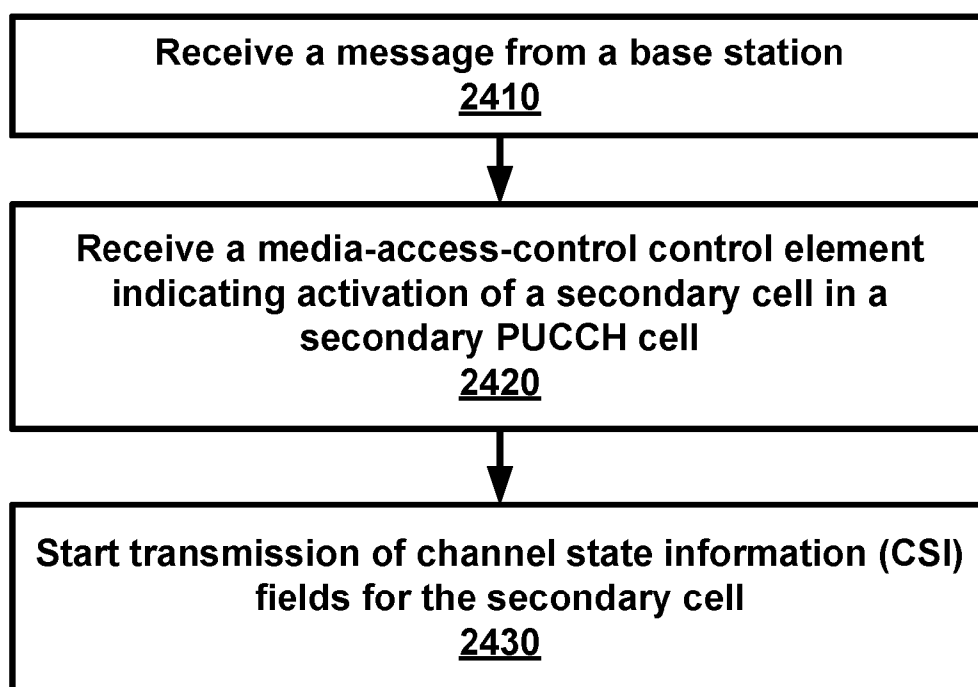 Receive a message from a base station
2410
Receive a media-access-control control element
indicating activation of a secondary cell in a
secondary PUCCH cell
2420
Start transmission of channel state information (CSI)
fields for the secondary cell
2430